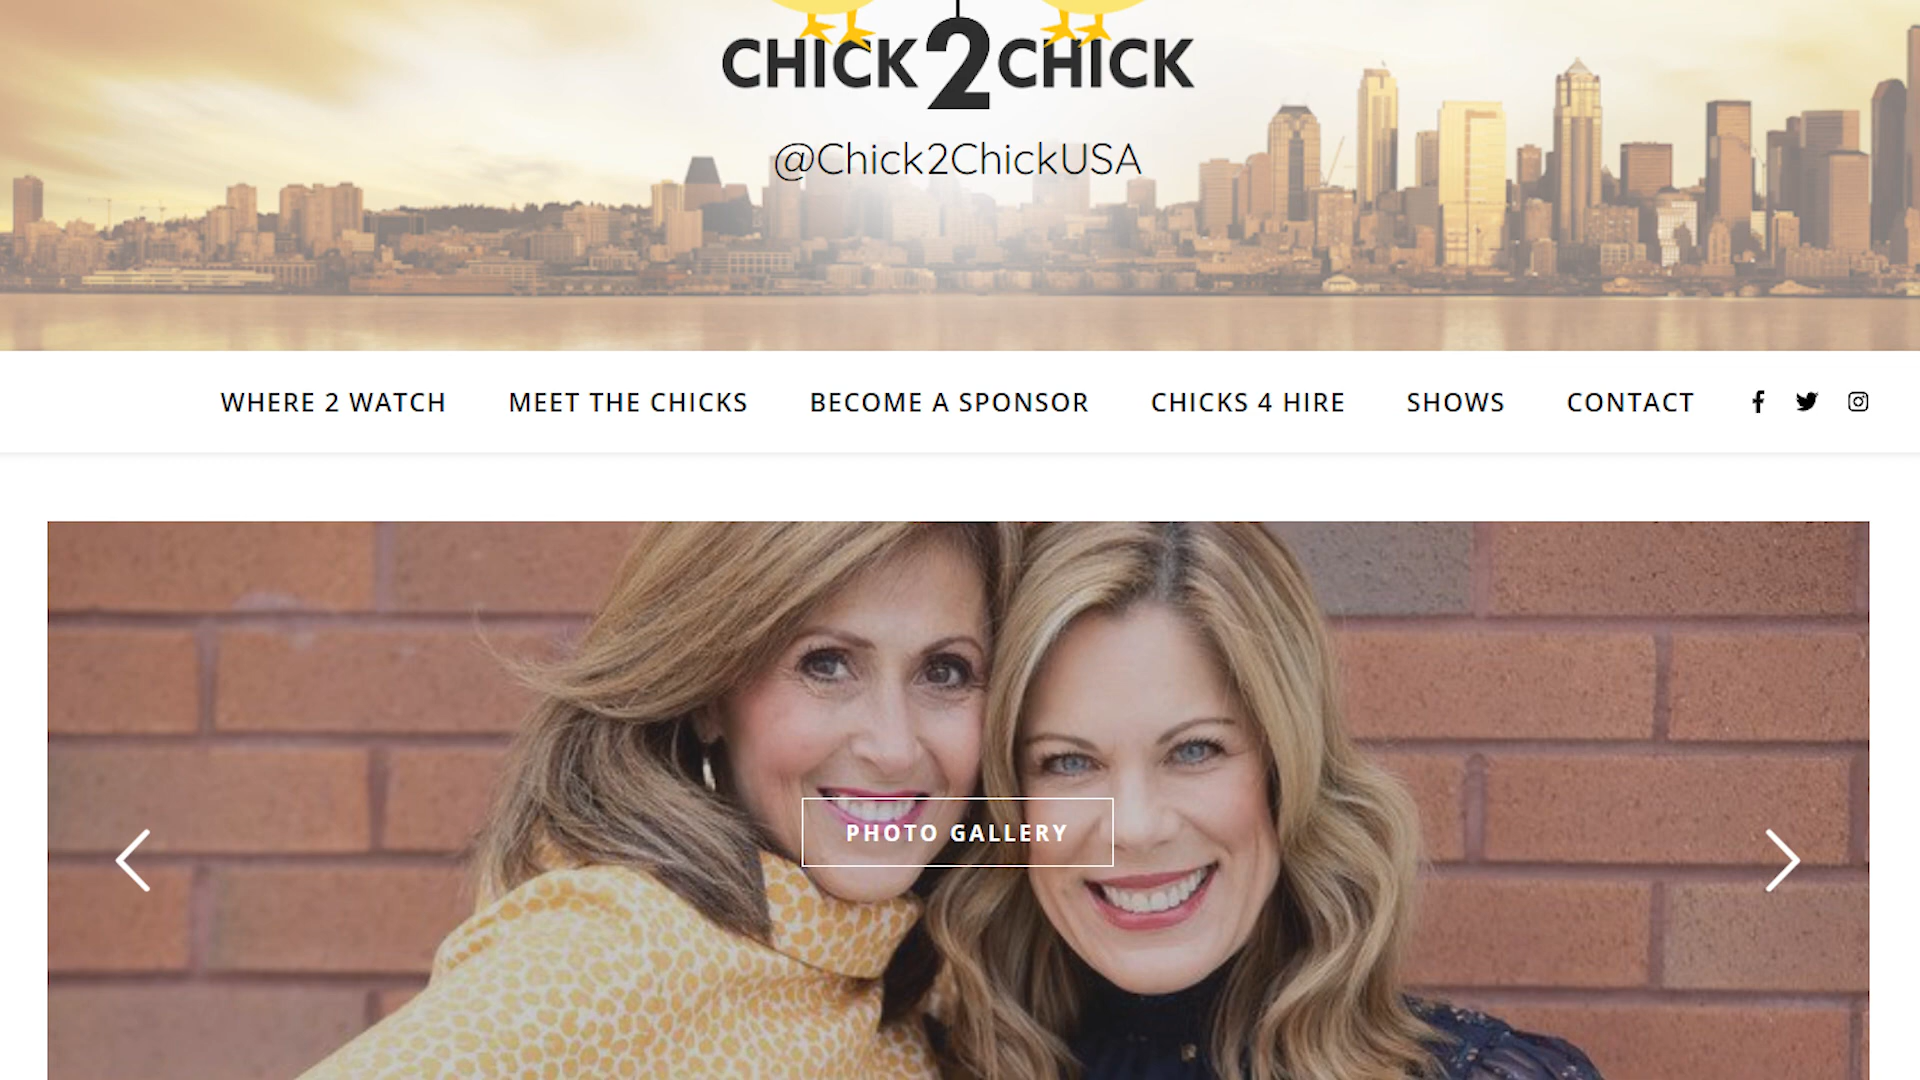 CHICK2CHICK
@Chick2ChickUSA
WHERE 2 WATCH MEET THE CHICKS BECOME A SPONSOR CHICKS 4 HIRE SHOWS CONTACT
PHOTO GALLERY